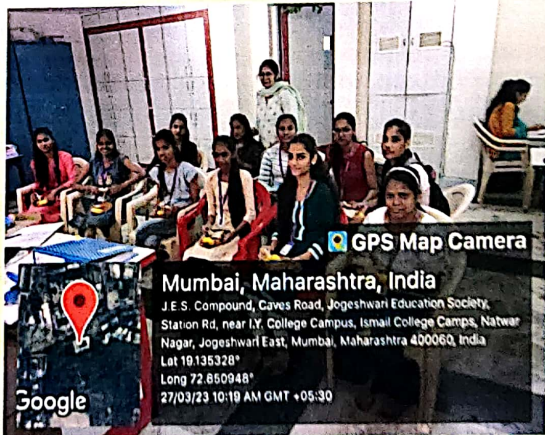 GPS Map Camera
Mumbai, Maharashtra, India
J.E.S. Compound, Caves Road, Jogeshwari Education Society,
Station Rd, near I.Y. College Campus, Ismail College Camps, Natwar
Nagar, Jogeshwari East, Mumbai, Maharashtra 400060, India
Lat 19.135328°
Long 72.850948°
27/03/23 10:19 AM GMT +05:30
Google